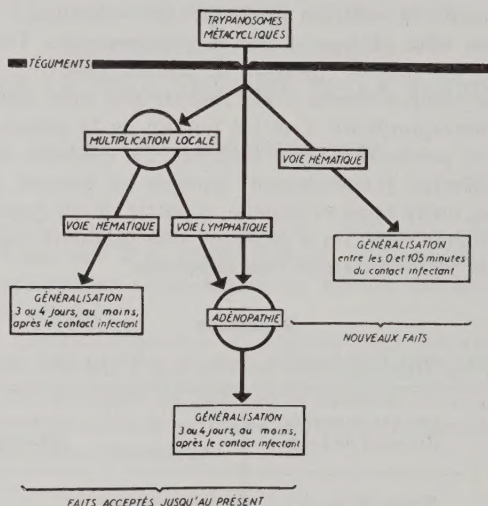 TRYPANOSOMES
MÉTACYCLIQUES
TÉGUMENTS
MULTIPLICATION LOCALE
VOIE HÉMATIQUE
VOIE HÉMATIQUE
VOIE LYMPHATIQUE
GÉNÉRALISATION
entre les 0 et 105 minutes
du contact infectant
GÉNÉRALISATION
3 ou 4 jours, au moins,
après le contact infectant
ADÉNOPATHIE
NOUVEAUX FAITS
GÉNÉRALISATION
3 ou 4 jours, au moins,
après le contact infectant
FAITS ACCEPTÉS JUSQU'AU PRÉSENT